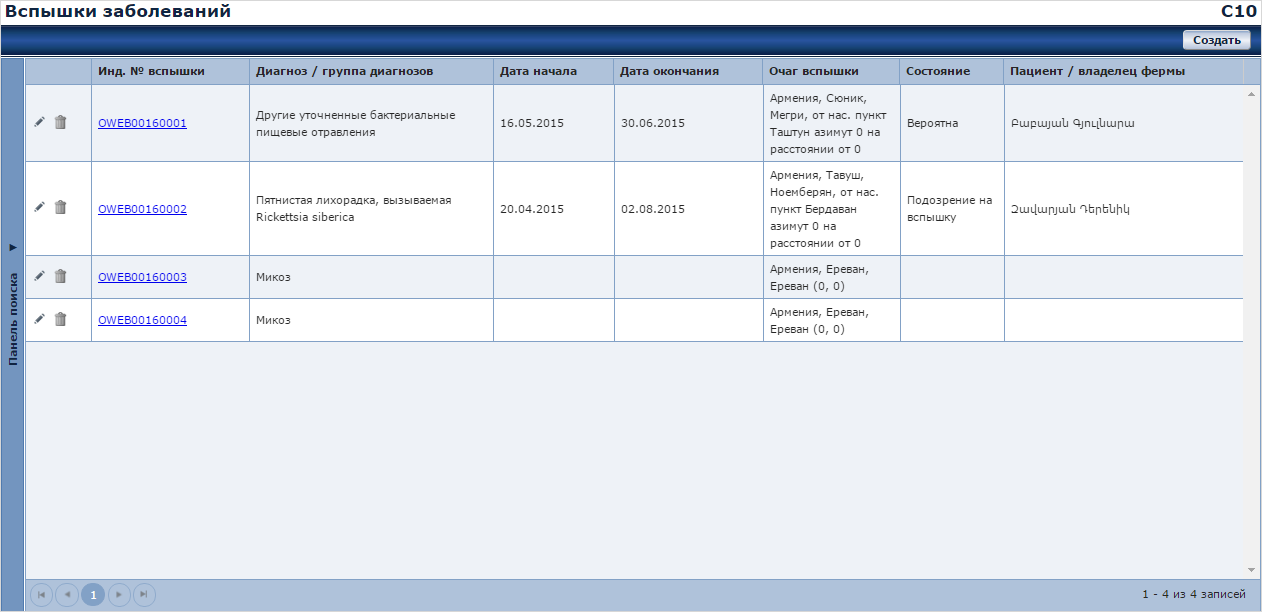 Вспышки заболеваний
C10
Создать
Панель поиска
Инд. № вспышки
Диагноз / группа диагнозов
Дата начала
Дата окончания
Очаг вспышки
Состояние
Пациент / владелец фермы
OWEB00160001
Другие уточненные бактериальные
пищевые отравления
16.05.2015
30.06.2015
Армения, Сюник,
Мегри, от нас. пункт
Таштун азимут 0 на
расстоянии от 0
Вероятна
Բաբայան Գյուլնարա
OWEB00160002
Пятнистая лихорадка, вызываемая
Rickettsia siberica
20.04.2015
02.08.2015
Армения, Тавуш,
Ноемберян, от нас.
пункт Бердаван
азимут 0 на
расстоянии от 0
Подозрение на
вспышку
Զավարյան Դերենիկ
OWEB00160003
Микоз
Армения, Ереван,
Ереван (0, 0)
OWEB00160004
Микоз
Армения, Ереван,
Ереван (0, 0)
1
1 - 4 из 4 записей